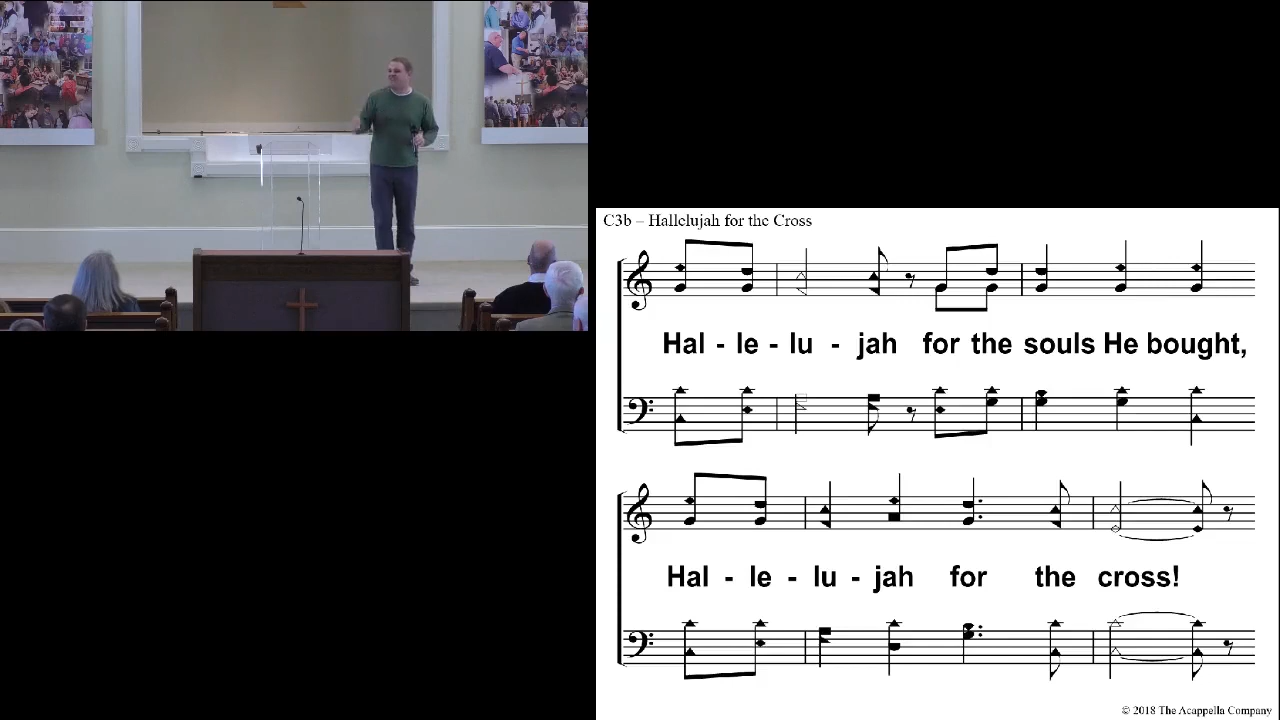 C3b – Hallelujah for the Cross
Hal - le - lu - jah for the souls He bought,
Hal - le - lu - jah for the cross!
© 2018 The Acappella Company